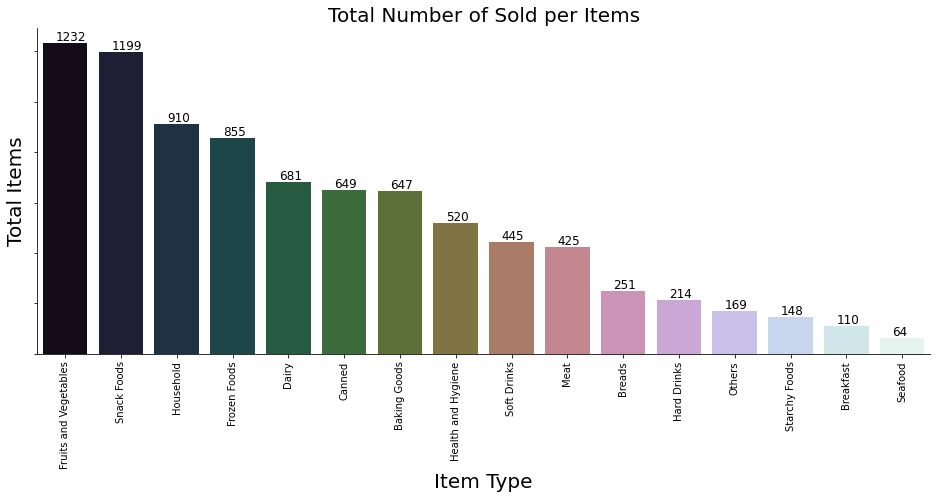 Total Number of Sold per Items
Total Items
1232
1199
910
855
681
649
647
520
445
425
251
214
169
148
110
64
Fruits and Vegetables
Snack Foods
Household
Frozen Foods
Dairy
Canned
Baking Goods
Health and Hygiene
Soft Drinks
Meat
Breads
Hard Drinks
Others
Starchy Foods
Breakfast
Seafood
Item Type